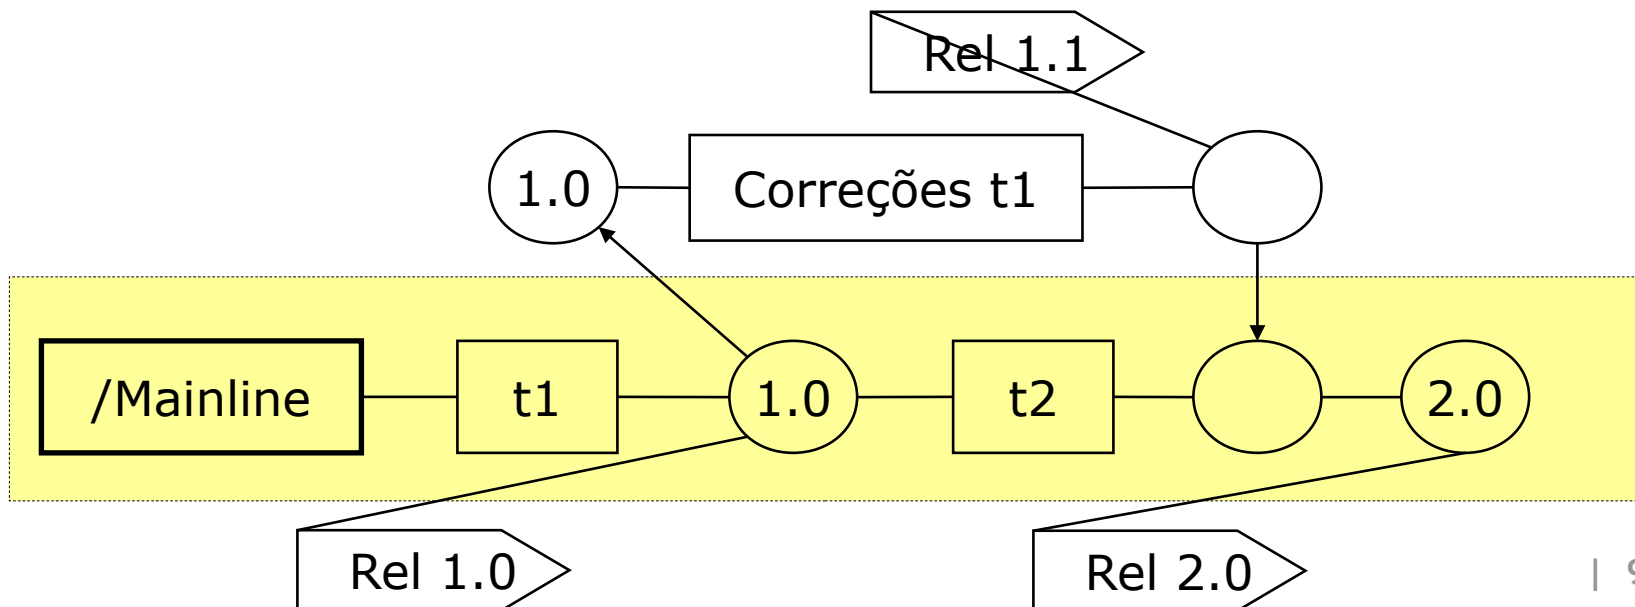 Rel 1.1
1.0
Correções t1
/Mainline
t1
1.0
t2
2.0
Rel 1.0
Rel 2.0
|